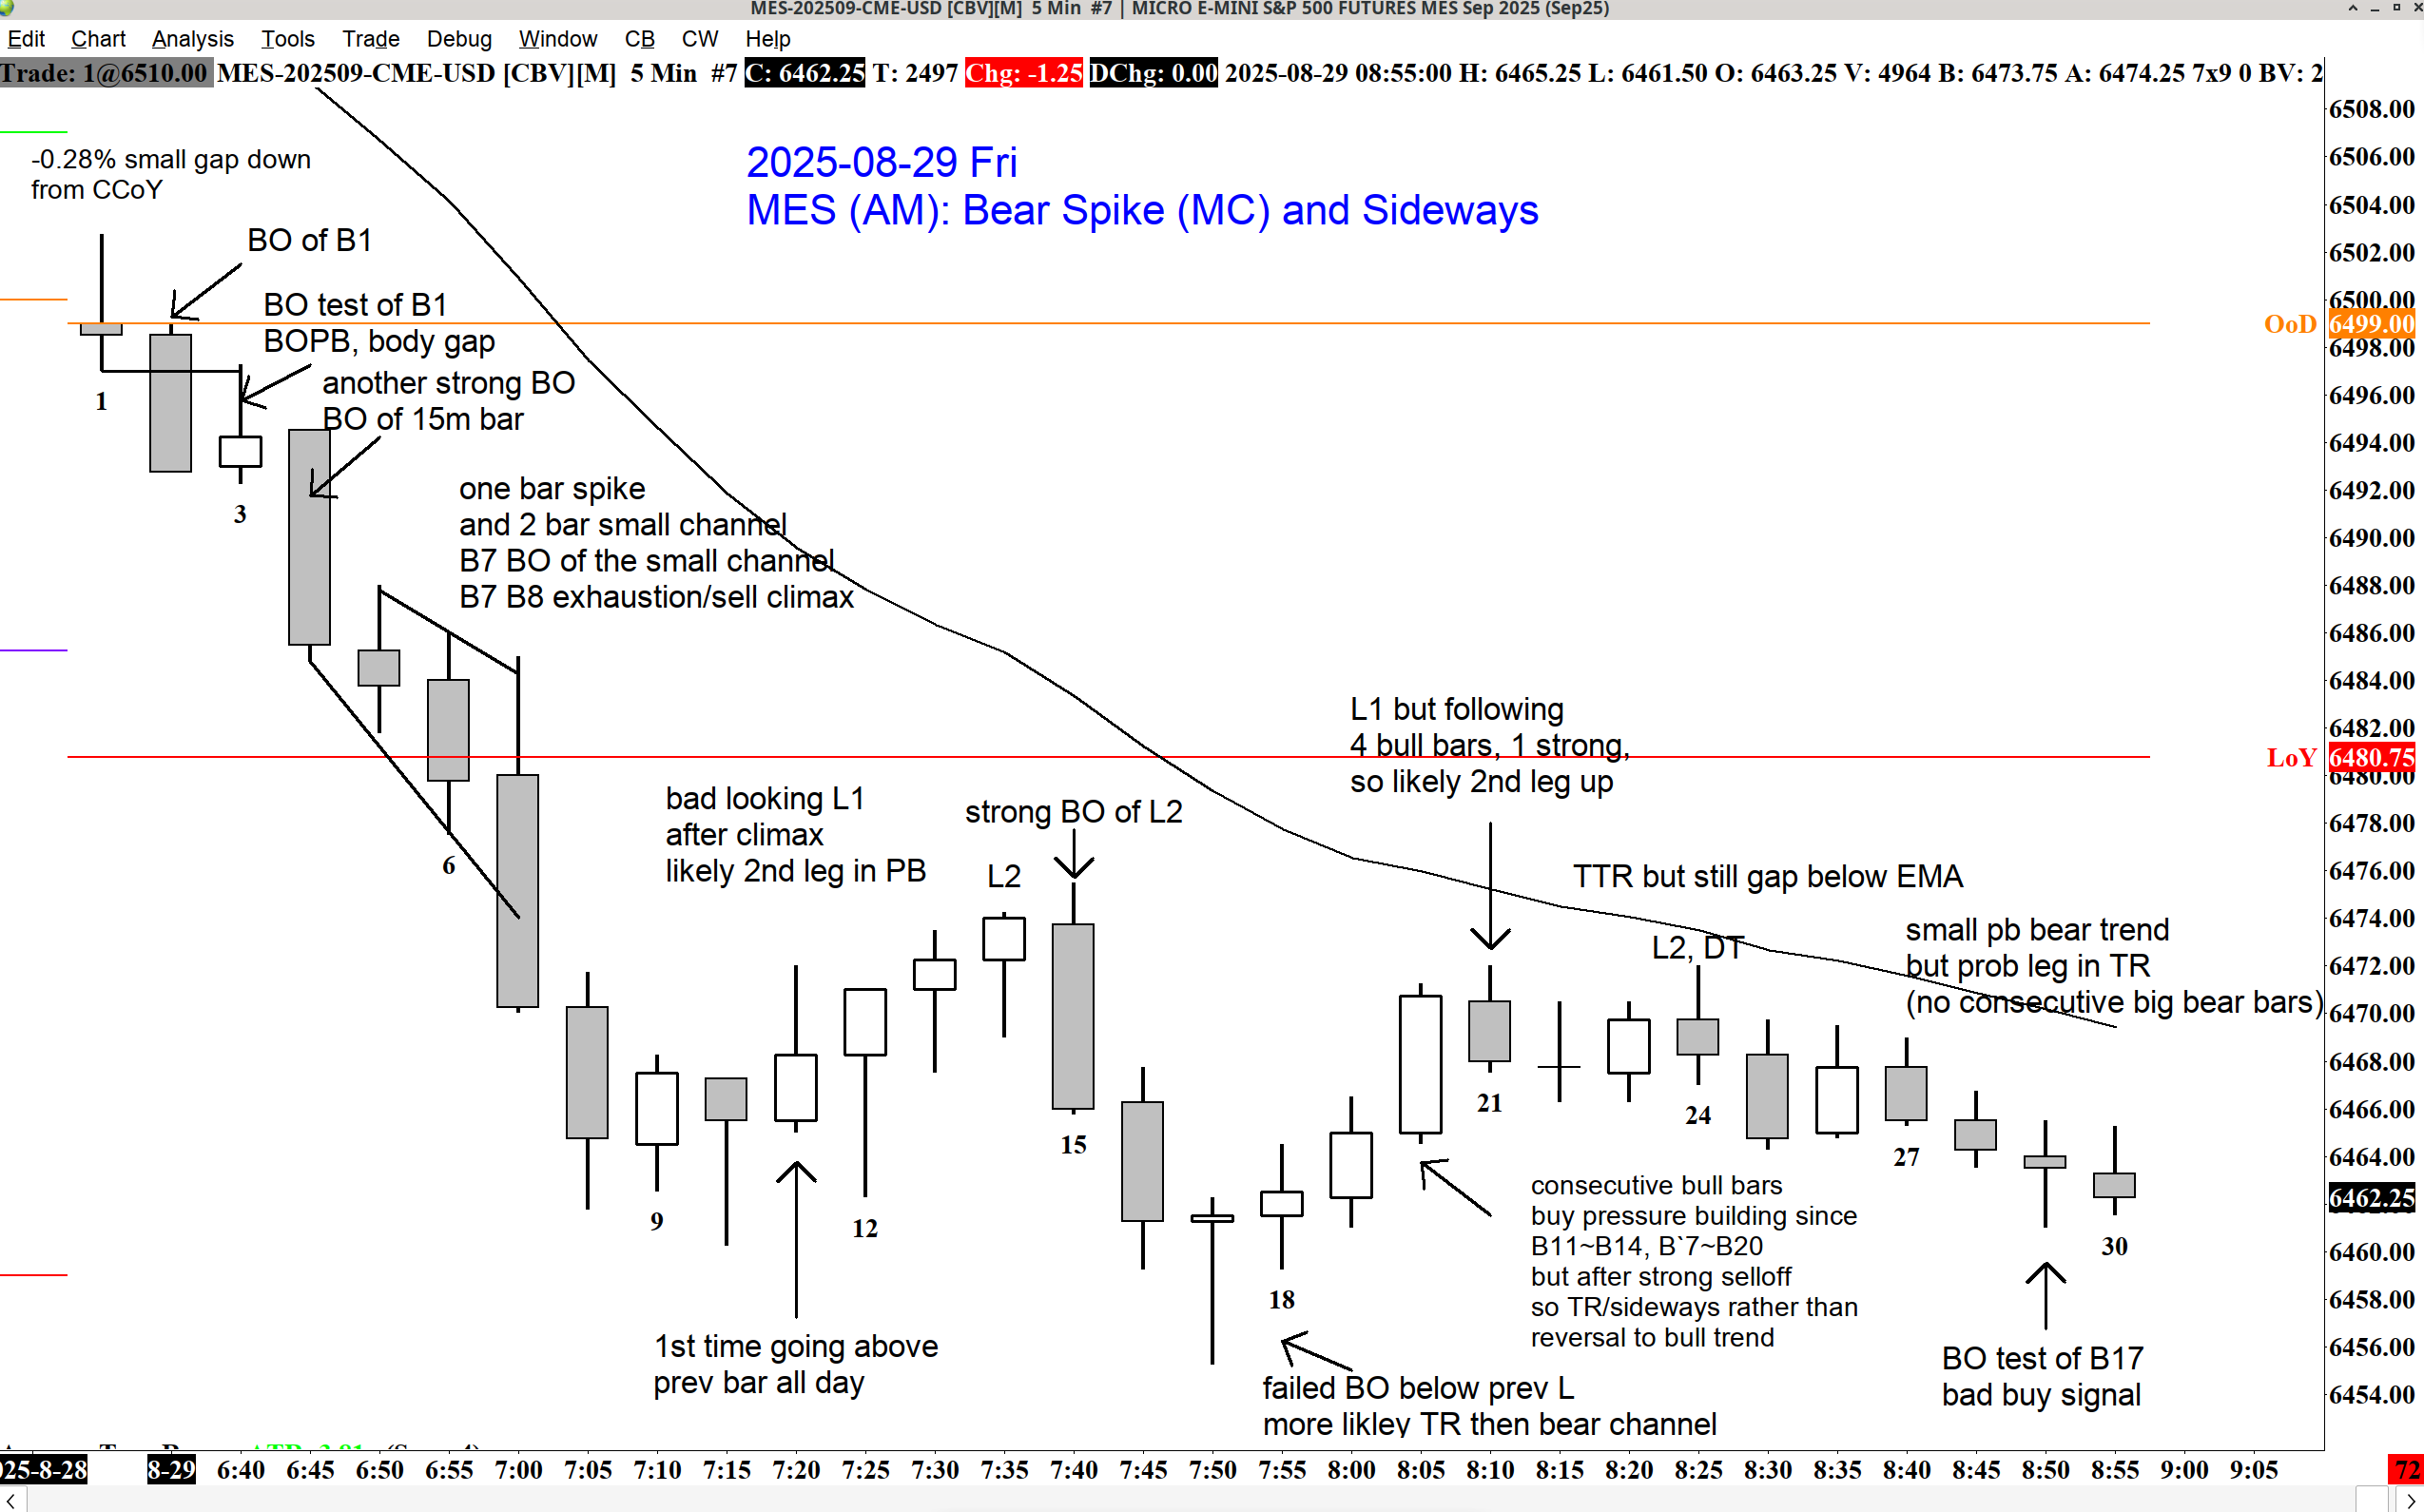 MES-202509-CME-USD [CBV][M]  5 Min  #7 | MICRO E-MINI S&P 500 FUTURES MES Sep 2025 (Sep25)
Edit Chart Analysis Tools Trade Debug Window CB CW Help
Trade: 1@6510.00 MES-202509-CME-USD [CBV][M]  5 Min  #7 C: 6462.25 T: 2497 Chg: -1.25 DChg: 0.00 2025-08-29 08:55:00 H: 6465.25 L: 6461.50 O: 6463.25 V: 4964 B: 6473.75 A: 6474.25 7x9 0 BV: 2
-0.28% small gap down
from CCoY
2025-08-29 Fri
MES (AM): Bear Spike (MC) and Sideways
BO of B1
BO test of B1
BOPB, body gap
another strong BO
BO of 15m bar
one bar spike
and 2 bar small channel
B7 BO of the small channel
B7 B8 exhaustion/sell climax
bad looking L1
after climax
likely 2nd leg in PB
strong BO of L2
L2
L1 but following
4 bull bars, 1 strong,
so likely 2nd leg up
TTR but still gap below EMA
L2, DT
small pb bear trend
but prob leg in TR
(no consecutive big bear bars)
1st time going above
prev bar all day
failed BO below prev L
more likley TR then bear channel
consecutive bull bars
buy pressure building since
B11~B14, B`7~B20
but after strong selloff
so TR/sideways rather than
reversal to bull trend
BO test of B17
bad buy signal
1
3
6
9
12
15
18
21
24
27
30
OoD
LoY
6508.00
6506.00
6504.00
6502.00
6500.00
6499.00
6498.00
6496.00
6494.00
6492.00
6490.00
6488.00
6486.00
6484.00
6482.00
6480.75
6480.00
6478.00
6476.00
6474.00
6472.00
6470.00
6468.00
6466.00
6464.00
6462.25
6460.00
6458.00
6456.00
6454.00
025-8-28 8-29 6:40 6:45 6:50 6:55 7:00 7:05 7:10 7:15 7:20 7:25 7:30 7:35 7:40 7:45 7:50 7:55 8:00 8:05 8:10 8:15 8:20 8:25 8:30 8:35 8:40 8:45 8:50 8:55 9:00 9:05 72